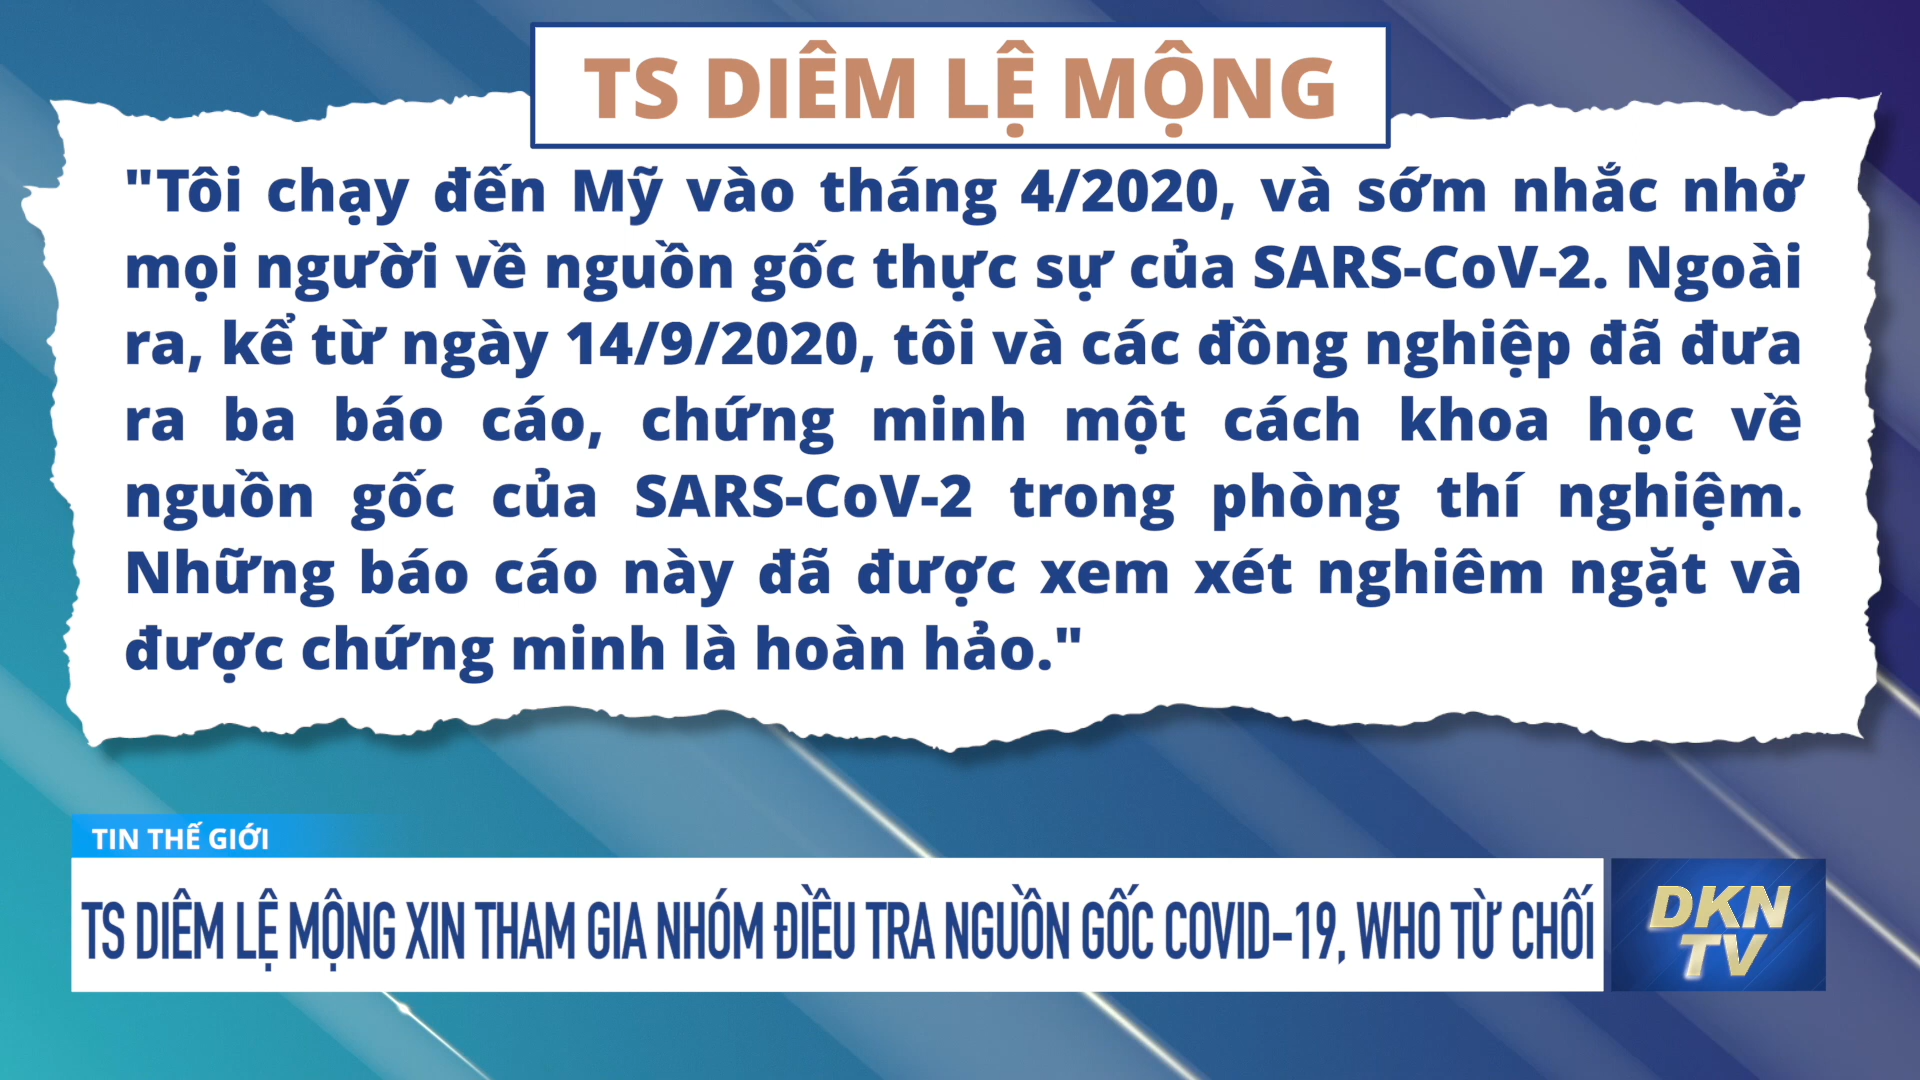 TS DIÊM LỆ MỘNG
"Tôi chạy đến Mỹ vào tháng 4/2020, và sớm nhắc nhở
mọi người về nguồn gốc thực sự của SARS-CoV-2. Ngoài
ra, kể từ ngày 14/9/2020, tôi và các đồng nghiệp đã đưa
ra ba báo cáo, chứng minh một cách khoa học về
nguồn gốc của SARS-CoV-2 trong phòng thí nghiệm.
Những báo cáo này đã được xem xét nghiêm ngặt và
được chứng minh là hoàn hảo."
TIN THẾ GIỚI
TS DIÊM LỆ MỘNG XIN THAM GIA NHÓM ĐIỀU TRA NGUỒN GỐC COVID-19, WHO TỪ CHỐI
DKN
TV